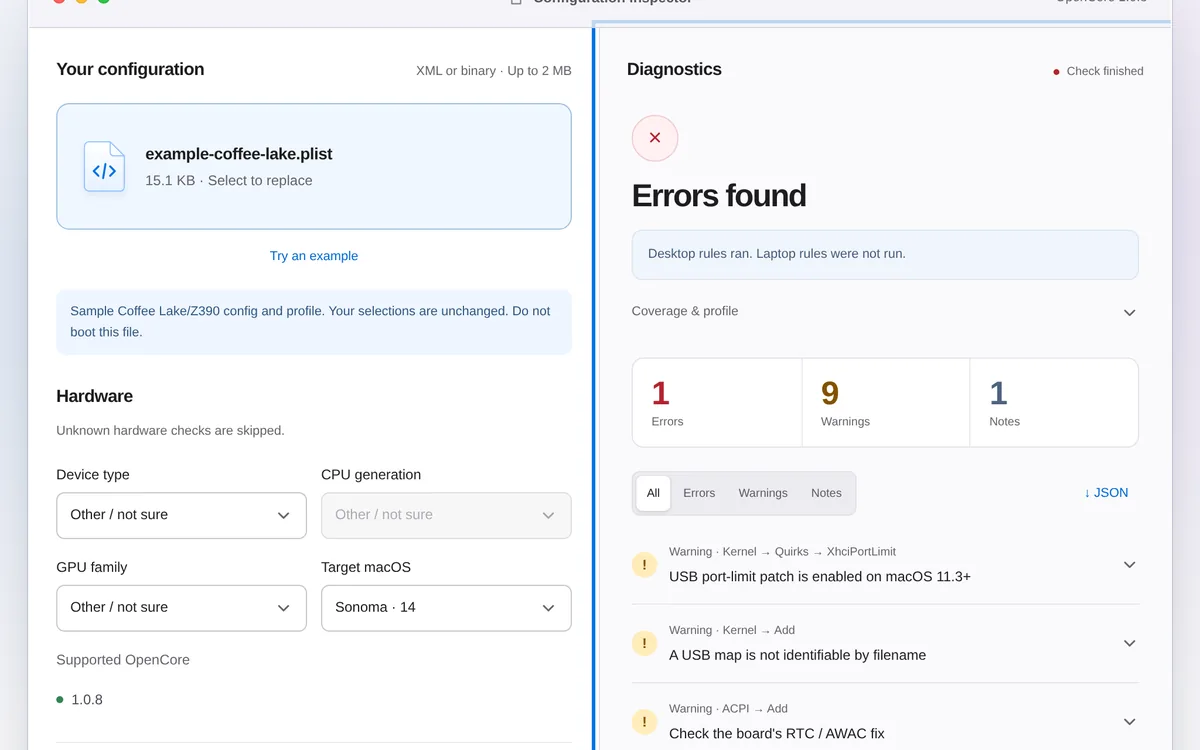 Configuration Inspector
Your configuration
XML or binary · Up to 2 MB
example-coffee-lake.plist
15.1 KB · Select to replace
Try an example
Sample Coffee Lake/Z390 config and profile. Your selections are unchanged. Do not
boot this file.
Hardware
Unknown hardware checks are skipped.
Device type
CPU generation
Other / not sure
Other / not sure
GPU family
Target macOS
Other / not sure
Sonoma · 14
Supported OpenCore
1.0.8
Diagnostics
Check finished
Errors found
Desktop rules ran. Laptop rules were not run.
Coverage & profile
1
Errors
9
Warnings
1
Notes
All
Errors
Warnings
Notes
↓ JSON
Warning · Kernel → Quirks → XhciPortLimit
!
USB port-limit patch is enabled on macOS 11.3+
Warning · Kernel → Add
!
A USB map is not identifiable by filename
Warning · ACPI → Add
!
Check the board's RTC / AWAC fix